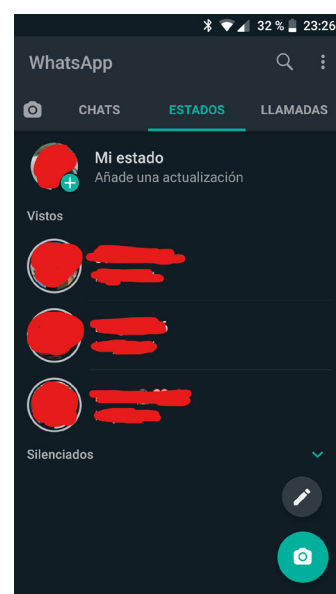 32 % 23:26
WhatsApp
CHATS ESTADOS LLAMADAS
Mi estado
Añade una actualización
Vistos
Silenciados